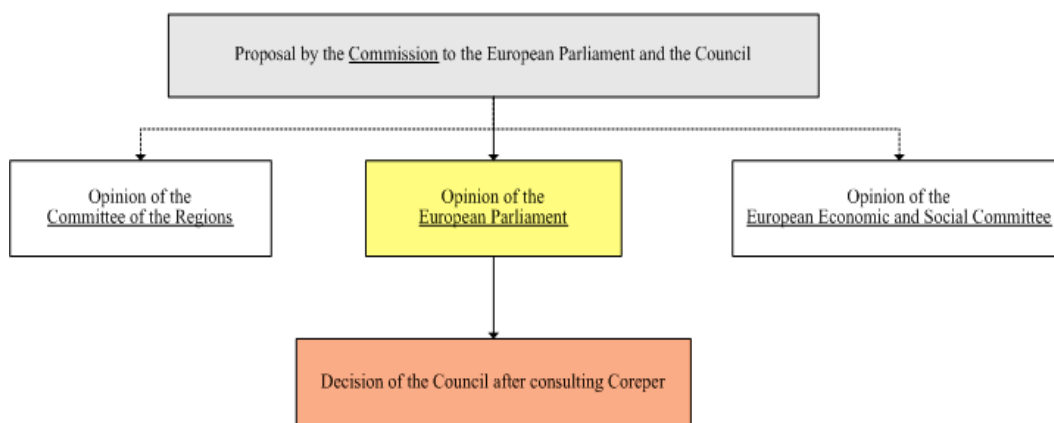 Proposal by the Commission to the European Parliament and the Council
Opinion of the
Committee of the Regions
Opinion of the
European Parliament
Opinion of the
European Economic and Social Committee
Decision of the Council after consulting Coreper